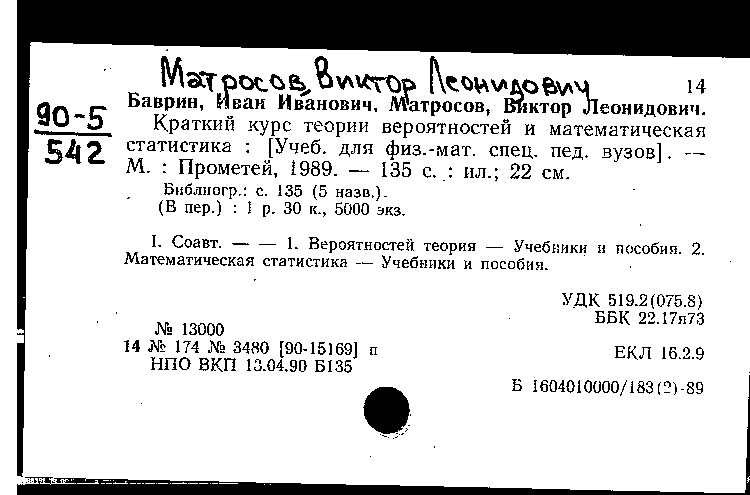 Матросов, Виктор Леонидович
14
Баврин, Иван Иванович, Матросов, Виктор Леонидович.
90-5
542
Краткий курс теории вероятностей и математическая
статистика : [Учеб. для физ.-мат. спец. пед. вузов]. —
М. : Прометей, 1989. — 135 с. : ил.; 22 см.
Библиогр.: с. 135 (5 назв.).
(В пер.) : 1 р. 30 к., 5000 экз.
I. Соавт. — — 1. Вероятностей теория — Учебники и пособия. 2.
Математическая статистика — Учебники и пособия.
УДК 519.2(075.8)
ББК 22.17я73
№ 13000
14 № 174 № 3480 [90-15169] п
ЕКЛ 16.2.9
НПО ВКП 13.04.90 Б135
Б 1604010000/183(2)-89